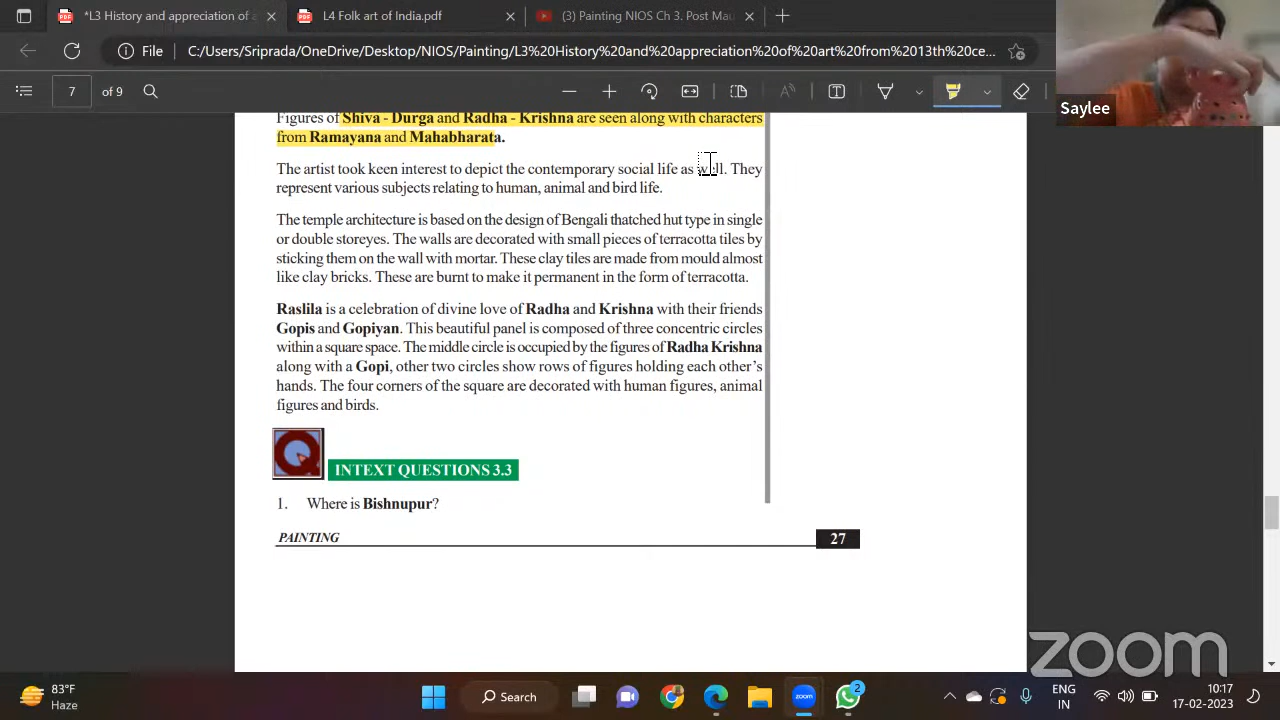 *L3 History and appreciation of a
L4 Folk art of India.pdf
(3) Painting NIOS Ch 3. Post Mau
File
C:/Users/Sriprada/OneDrive/Desktop/NIOS/Painting/L3%20History%20and%20appreciation%20of%20art%20from%2013th%20ce...
7
of 9
Saylee
Figures of Shiva - Durga and Radha - Krishna are seen along with characters
from Ramayana and Mahabharata.
The artist took keen interest to depict the contemporary social life as well. They
represent various subjects relating to human, animal and bird life.
The temple architecture is based on the design of Bengali thatched hut type in single
or double storeyes. The walls are decorated with small pieces of terracotta tiles by
sticking them on the wall with mortar. These clay tiles are made from mould almost
like clay bricks. These are burnt to make it permanent in the form of terracotta.
Raslila is a celebration of divine love of Radha and Krishna with their friends
Gopis and Gopiyan. This beautiful panel is composed of three concentric circles
within a square space. The middle circle is occupied by the figures of Radha Krishna
along with a Gopi, other two circles show rows of figures holding each other's
hands. The four corners of the square are decorated with human figures, animal
figures and birds.
Q
INTEXT QUESTIONS 3.3
1. Where is Bishnupur?
PAINTING
27
zoom
83°F
Haze
Search
zoom
2
ENG
IN
10:17
17-02-2023